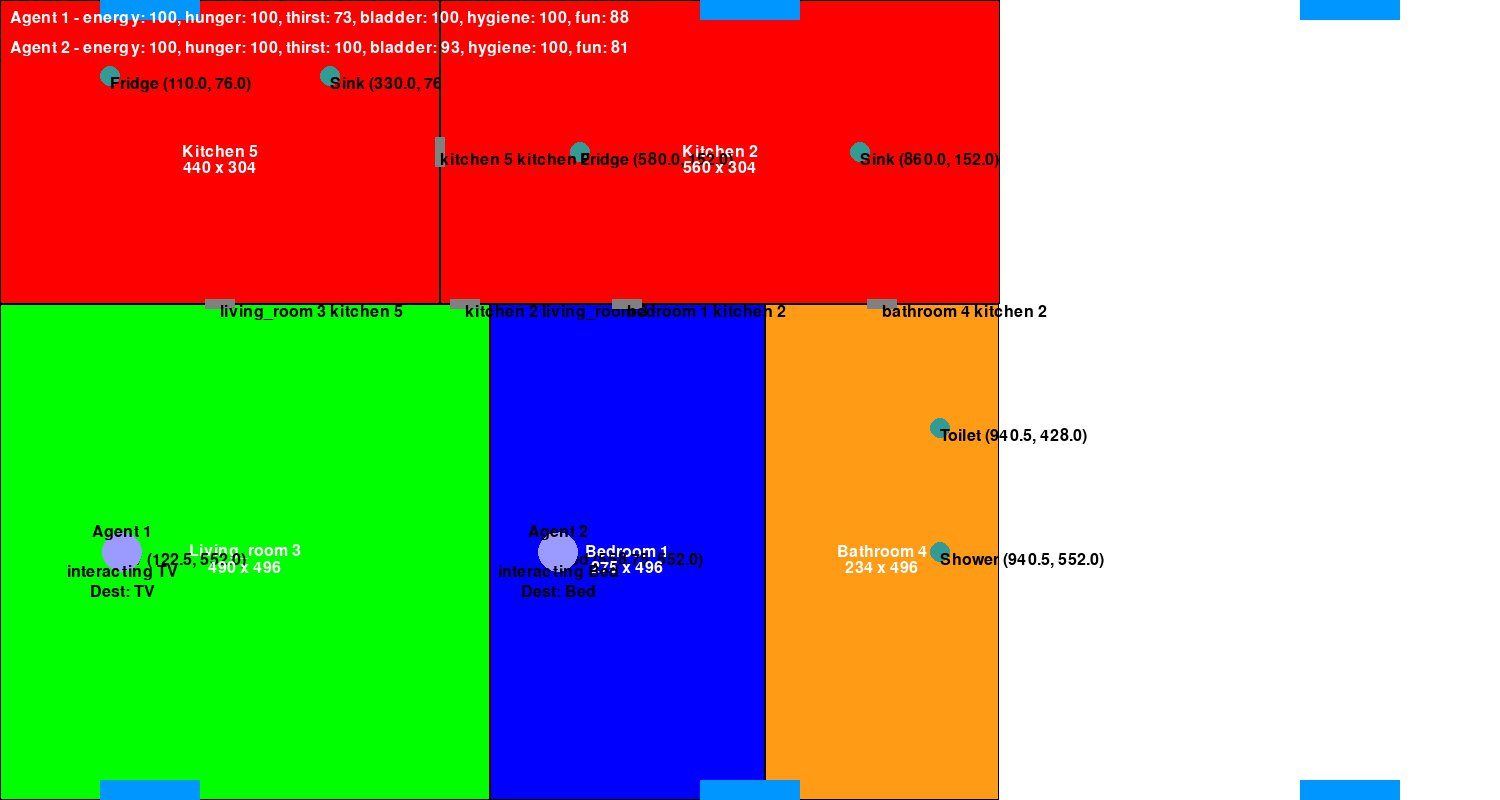 Agent 1 - energy: 100, hunger: 100, thirst: 73, bladder: 100, hygiene: 100, fun: 88
Agent 2 - energy: 100, hunger: 100, thirst: 100, bladder: 93, hygiene: 100, fun: 81
Fridge (110.0, 76.0)
Sink (330.0, 76
Kitchen 5
440 x 304
kitchen 5 kitchen 2
Fridge (580.0, 152.0)
Kitchen 2
560 x 304
Sink (860.0, 152.0)
living_room 3 kitchen 5
kitchen 2 living_room 3
bedroom 1 kitchen 2
bathroom 4 kitchen 2
Toilet (940.5, 428.0)
Agent 1
(122.5, 552.0)
Living_room 3
490 x 496
interacting TV
Dest: TV
Agent 2
552.0)
Bedroom 1
275 x 496
interacting Bed
Dest: Bed
Bathroom 4
234 x 496
Shower (940.5, 552.0)